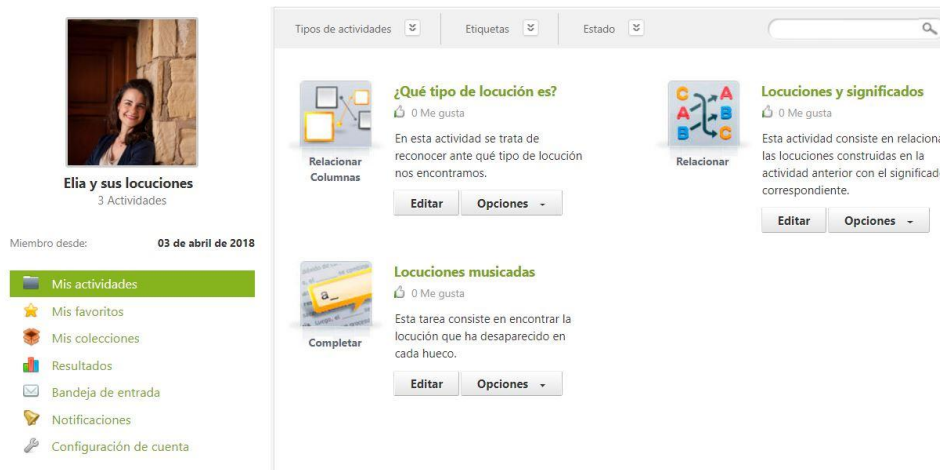 Elia y sus locuciones
3 Actividades
Miembro desde: 03 de abril de 2018
Mis actividades
Mis favoritos
Mis colecciones
Resultados
Bandeja de entrada
Notificaciones
Configuración de cuenta
Tipos de actividades Etiquetas Estado
Relacionar
Columnas
¿Qué tipo de locución es?
0 Me gusta
En esta actividad se trata de
reconocer ante qué tipo de locución
nos encontramos.
Editar Opciones
Relacionar
Locuciones y significados
0 Me gusta
Esta actividad consiste en relaciona
las locuciones construidas en la
actividad anterior con el significad
correspondiente.
Editar Opciones
Completar
Locuciones musicadas
0 Me gusta
Esta tarea consiste en encontrar la
locución que ha desaparecido en
cada hueco.
Editar Opciones